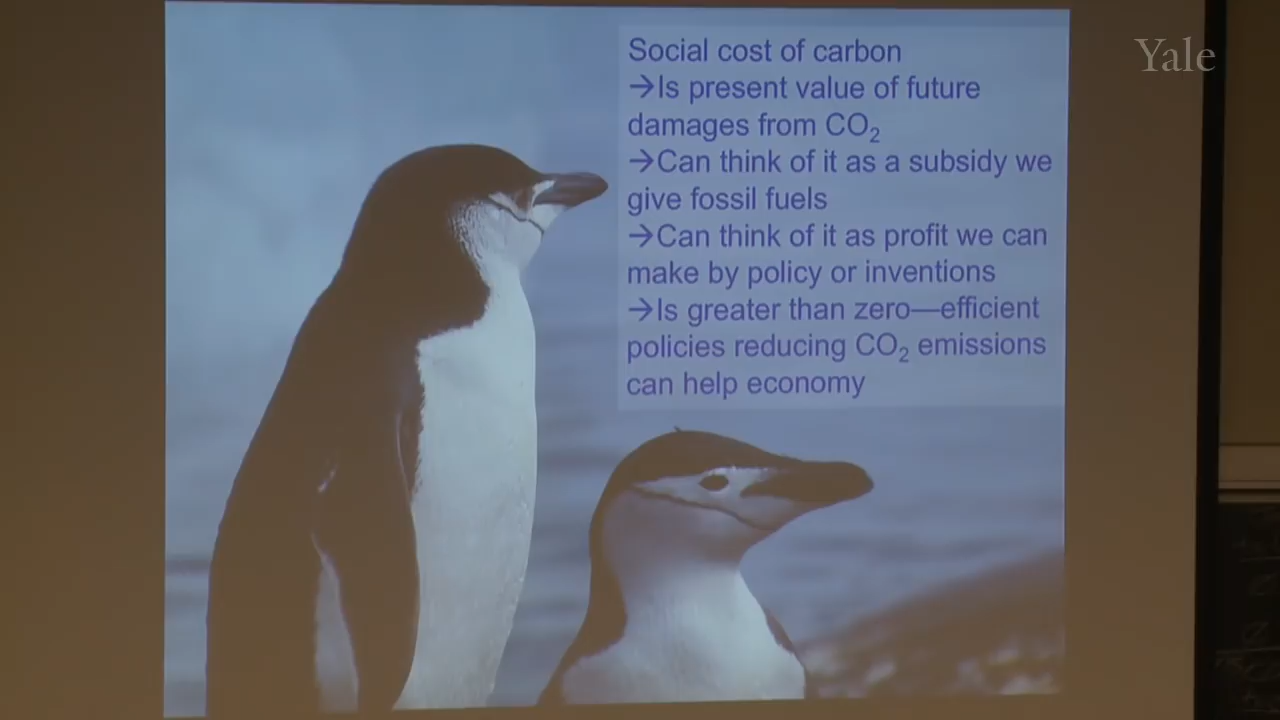 Social cost of carbon
→Is present value of future
damages from CO₂
→Can think of it as a subsidy we
give fossil fuels
→Can think of it as profit we can
make by policy or inventions
→Is greater than zero—efficient
policies reducing CO₂ emissions
can help economy
Yale